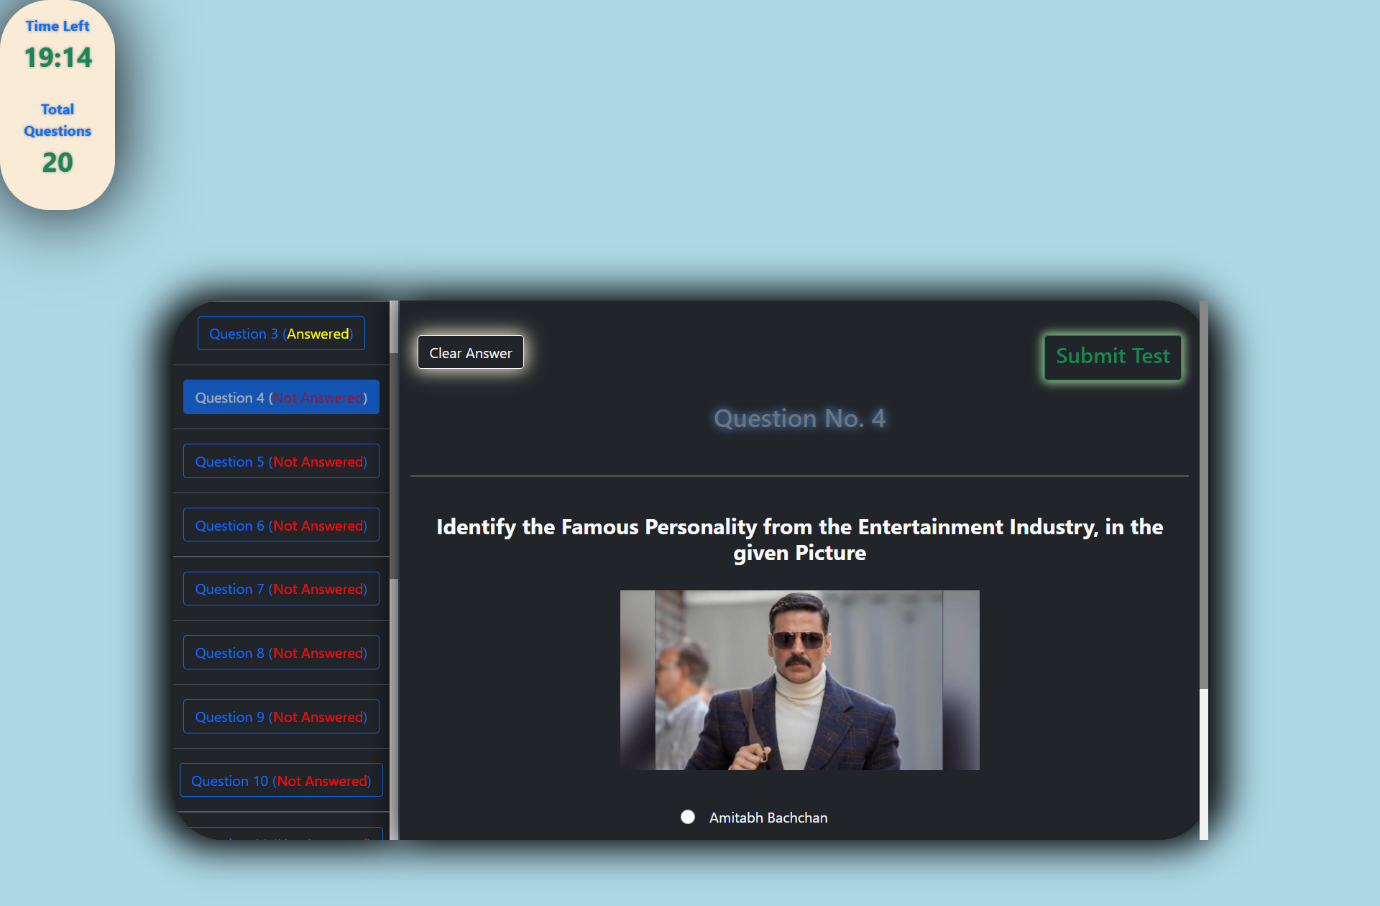 Time Left
19:14
Total
Questions
20
Question 3 (Answered)
Question 4 (Not Answered)
Question 5 (Not Answered)
Question 6 (Not Answered)
Question 7 (Not Answered)
Question 8 (Not Answered)
Question 9 (Not Answered)
Question 10 (Not Answered)
Clear Answer
Submit Test
Question No. 4
Identify the Famous Personality from the Entertainment Industry, in the
given Picture
Amitabh Bachchan